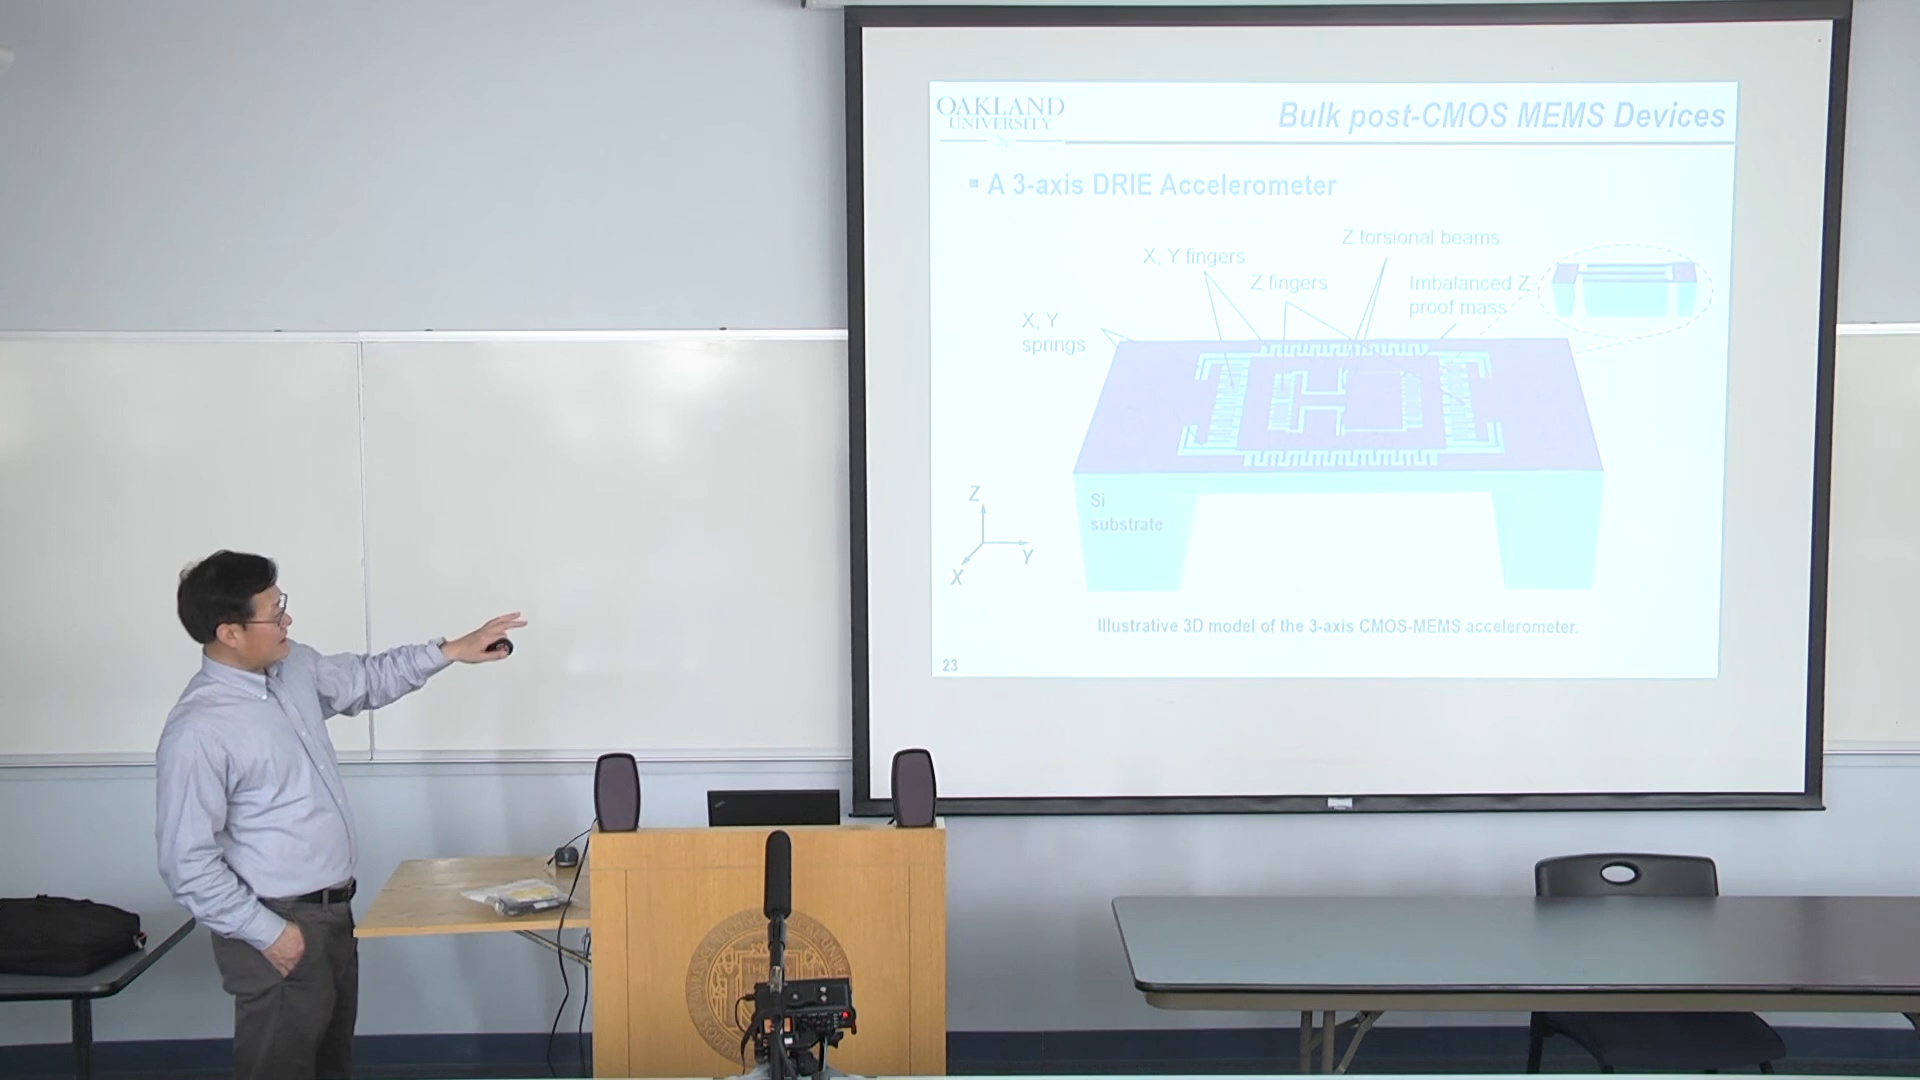 OAKLAND
UNIVERSITY
Bulk post-CMOS MEMS Devices
A 3-axis DRIE Accelerometer
Z torsional beams
X, Y fingers
Z fingers
Imbalanced Z
proof mass
X, Y
springs
Si
substrate
Z
Y
X
Illustrative 3D model of the 3-axis CMOS-MEMS accelerometer.
23